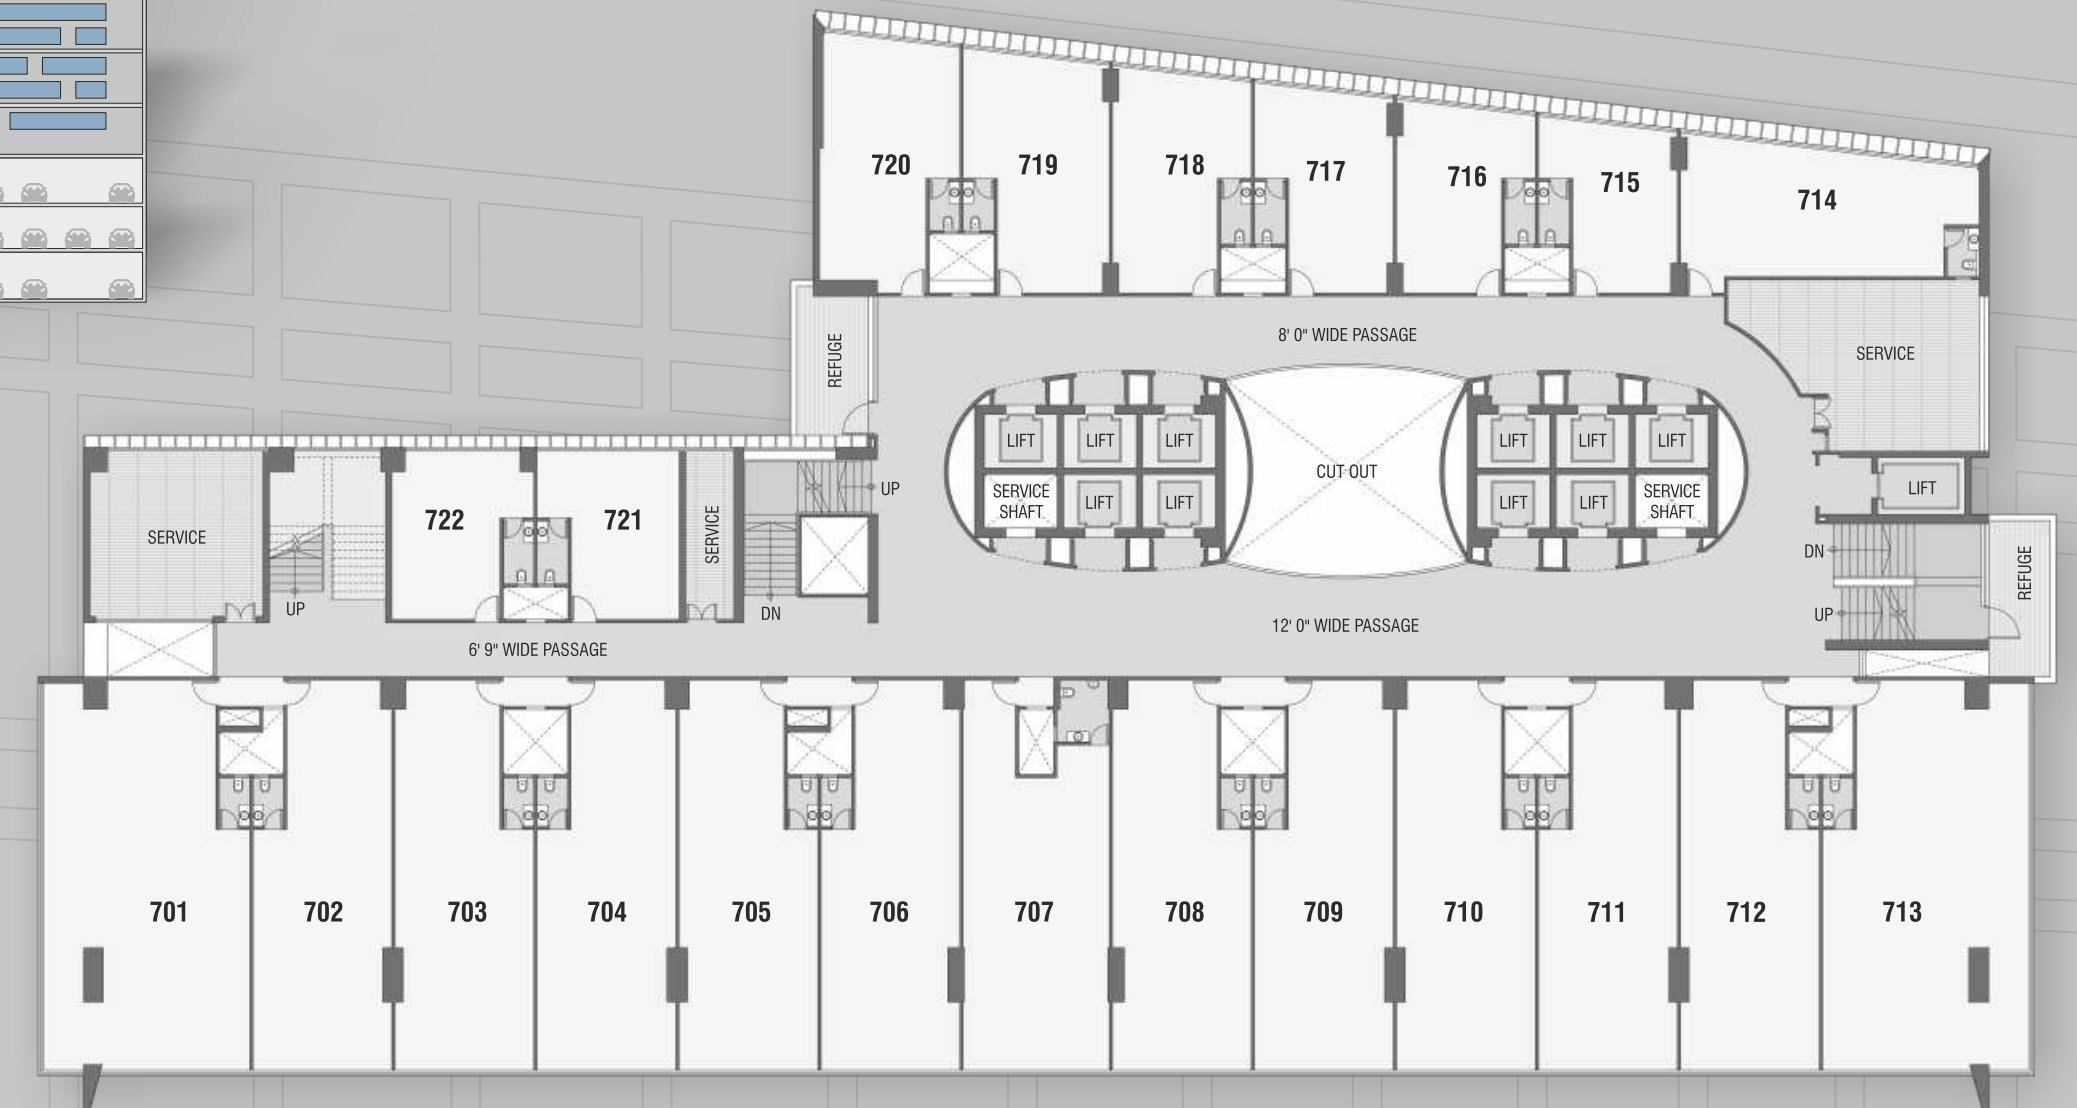 720
719
718
717
716
715
714
8' 0" WIDE PASSAGE
REFUGE
SERVICE
LIFT
LIFT
LIFT
LIFT
LIFT
LIFT
CUT OUT
SERVICE
SHAFT
LIFT
LIFT
LIFT
LIFT
SERVICE
SHAFT
LIFT
UP
722
721
SERVICE
SERVICE
DN
REFUGE
UP
DN
UP
12' 0" WIDE PASSAGE
6' 9" WIDE PASSAGE
701
702
703
704
705
706
707
708
709
710
711
712
713